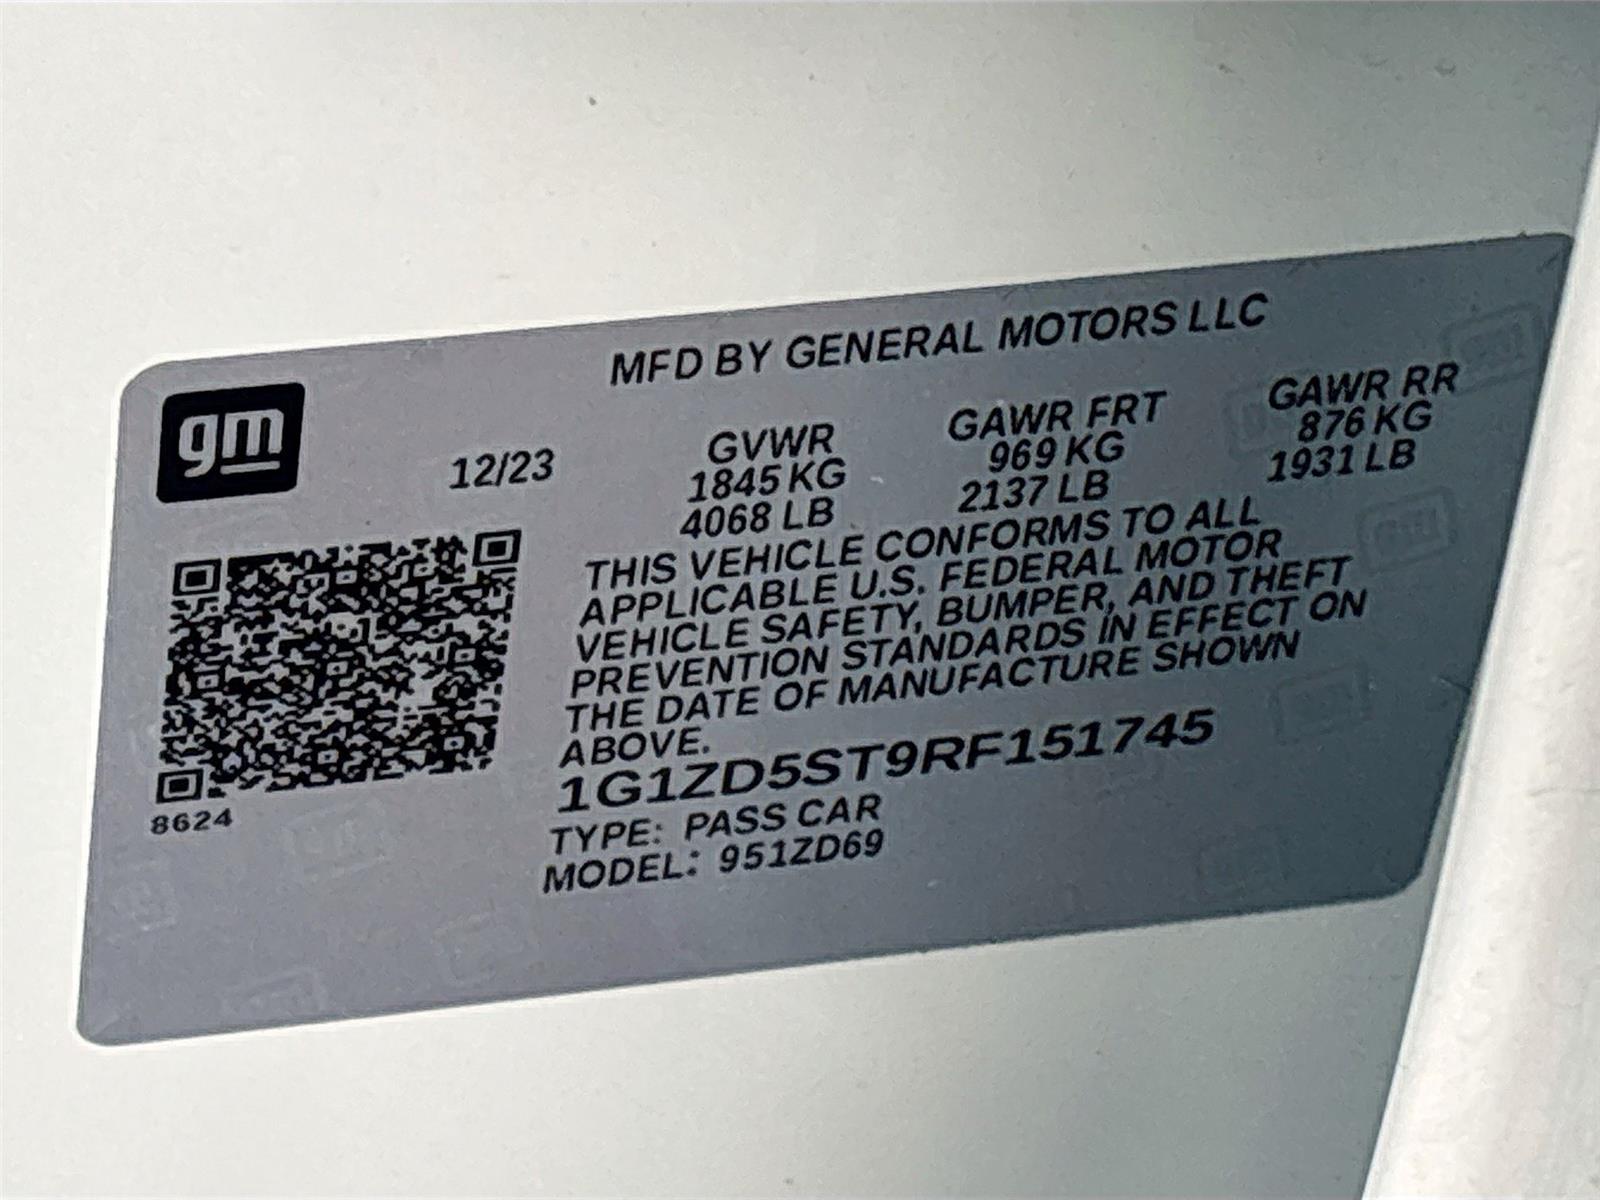 MFD BY GENERAL MOTORS LLC
gm
12/23
GVWR
1845 KG
4068 LB
GAWR FRT
969 KG
2137 LB
GAWR RR
876 KG
1931 LB
THIS VEHICLE CONFORMS TO ALL
APPLICABLE U.S. FEDERAL MOTOR
VEHICLE SAFETY, BUMPER, AND THEFT
PREVENTION STANDARDS IN EFFECT ON
THE DATE OF MANUFACTURE SHOWN
ABOVE.
1G1ZD5ST9RF151745
TYPE: PASS CAR
MODEL: 951ZD69
8624